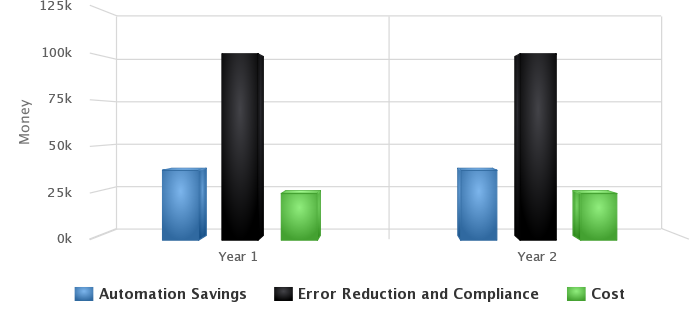 125k
100k
75k
50k
25k
0k
Money
Year 1 Year 2
Automation Savings Error Reduction and Compliance Cost